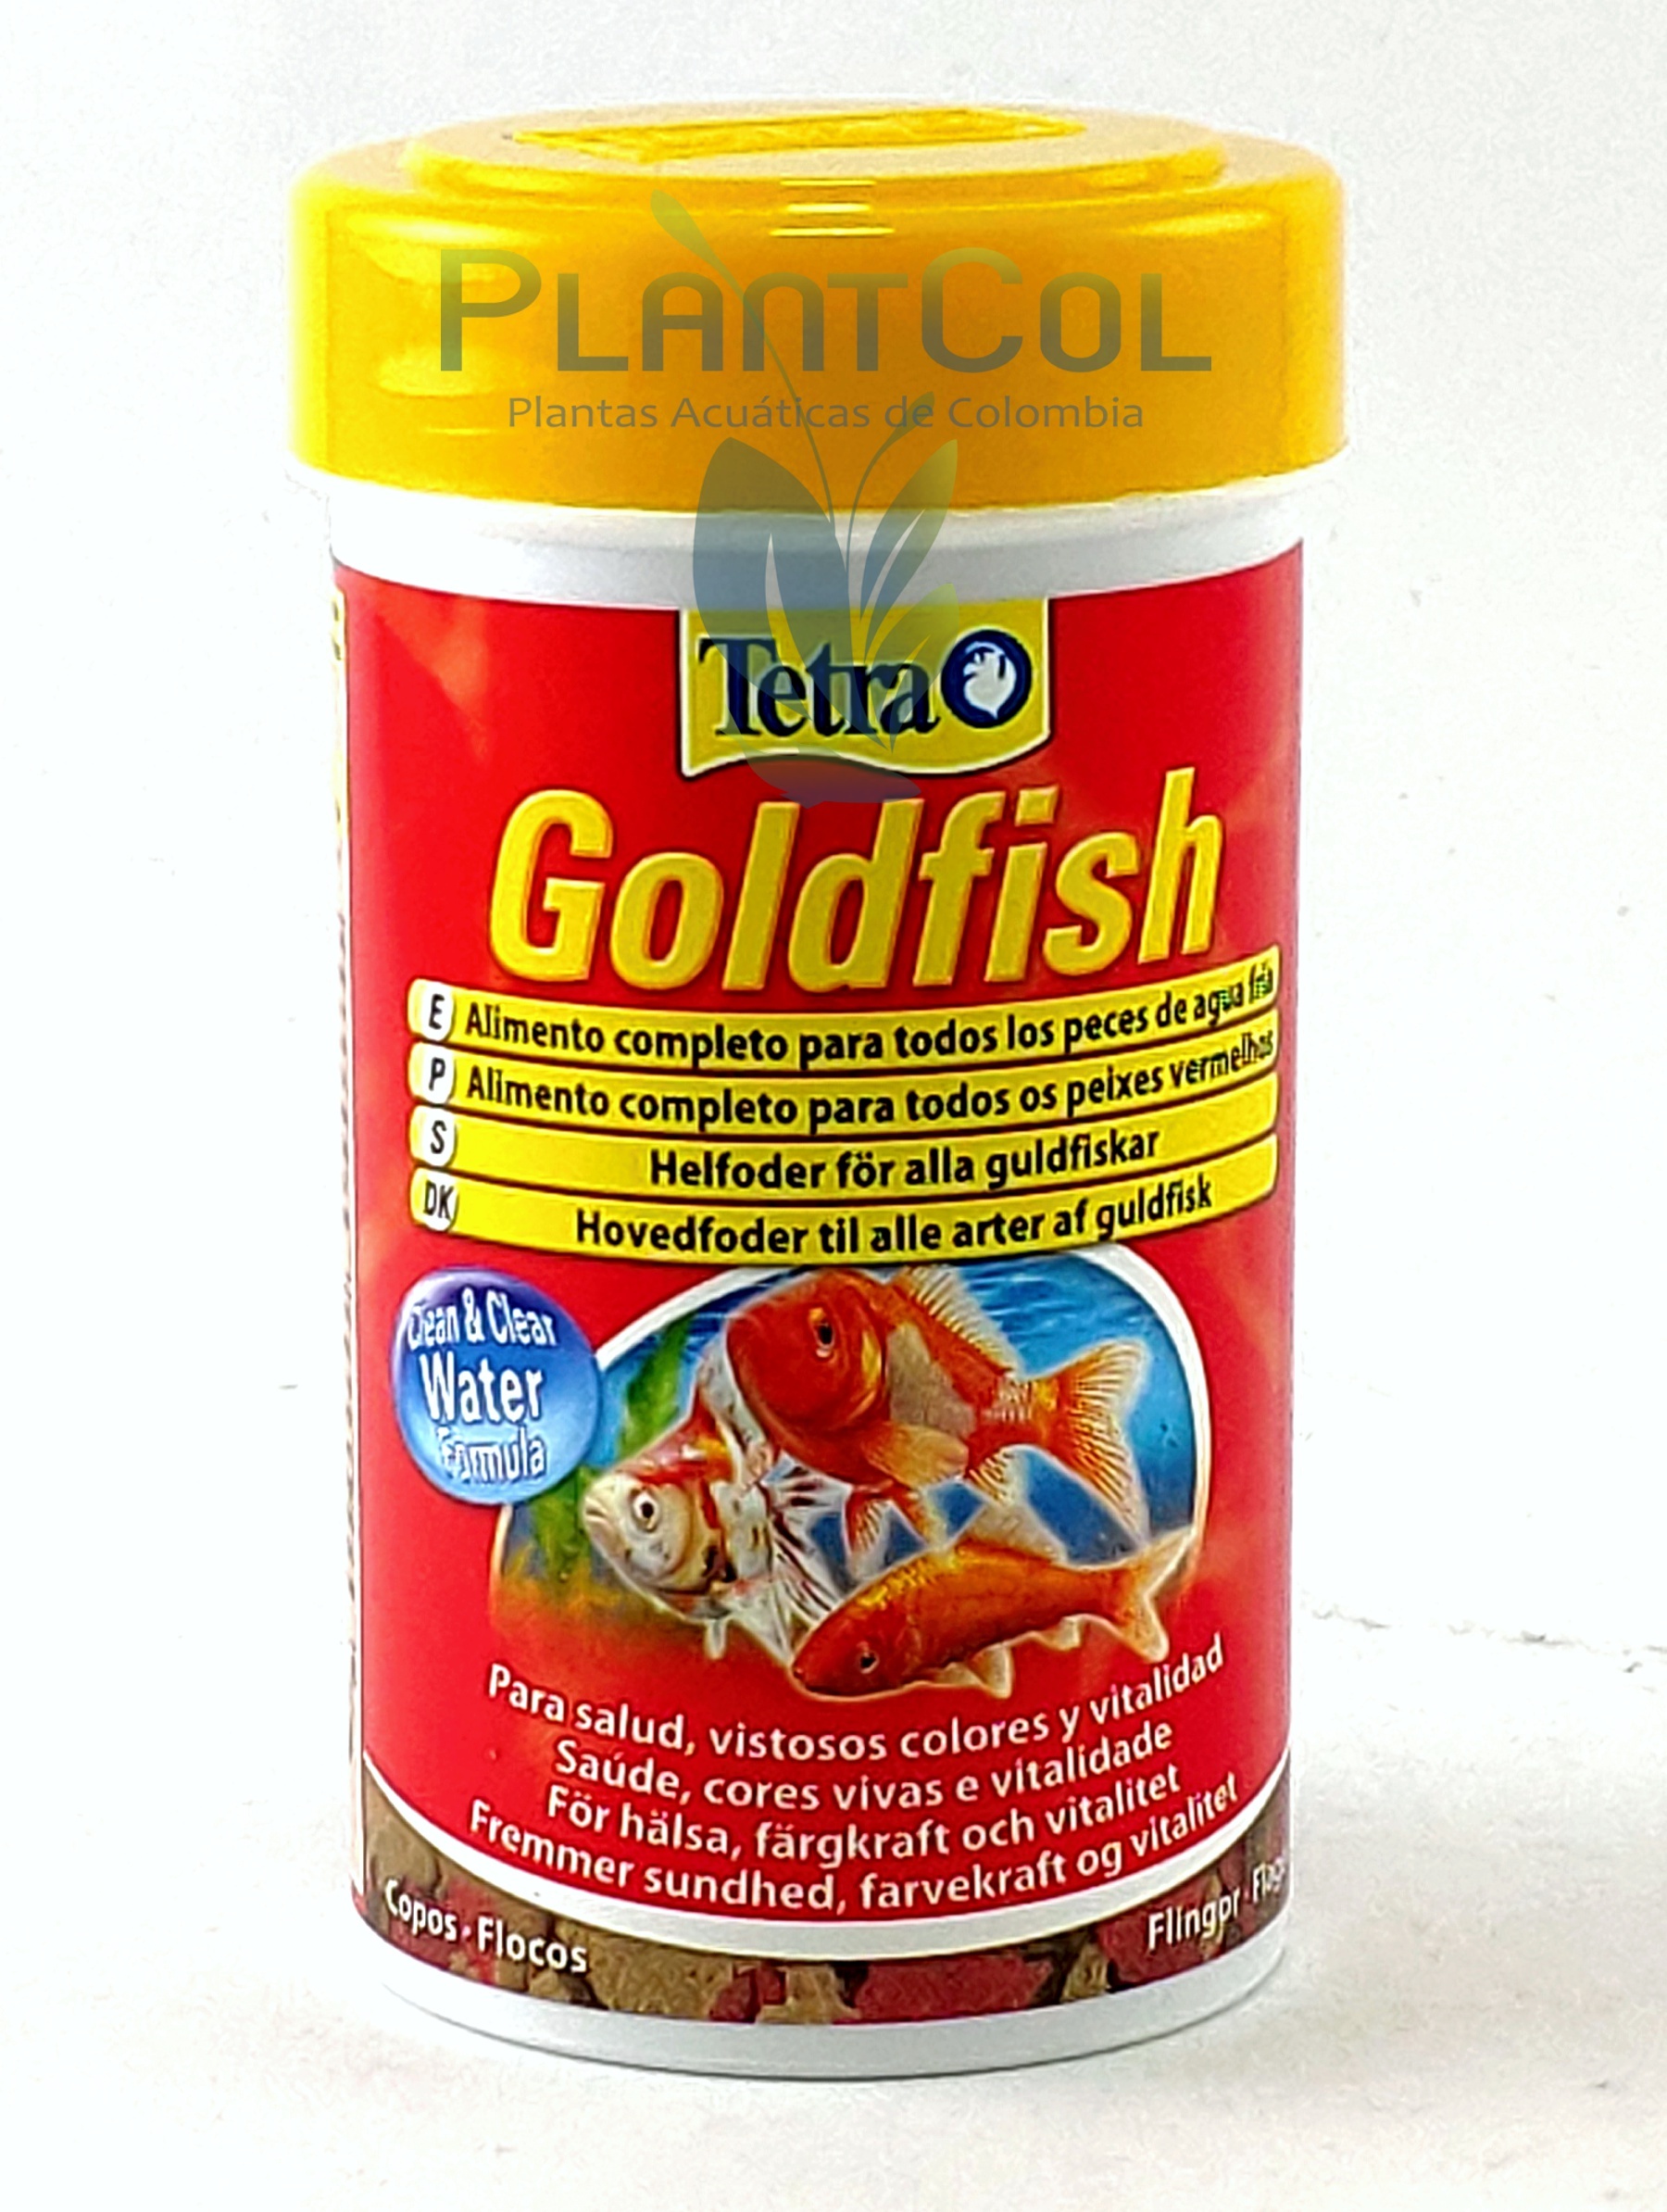 PLANTCOL
Plantas Acuáticas de Colombia
Tetra
Goldfish
E Alimento completo para todos los peces de agua fría
P Alimento completo para todos os peixes vermelhos
S Helfoder för alla guldfiskar
DK Hovedfoder til alle arter af guldfisk
Clean & Clear
Water
Formula
Para salud, vistosos colores y vitalidad
Saúde, cores vivas e vitalidade
För hälsa, färgkraft och vitalitet
Fremmer sundhed, farvekraft og vitalitet
Copos · Flocos
Flingor ·